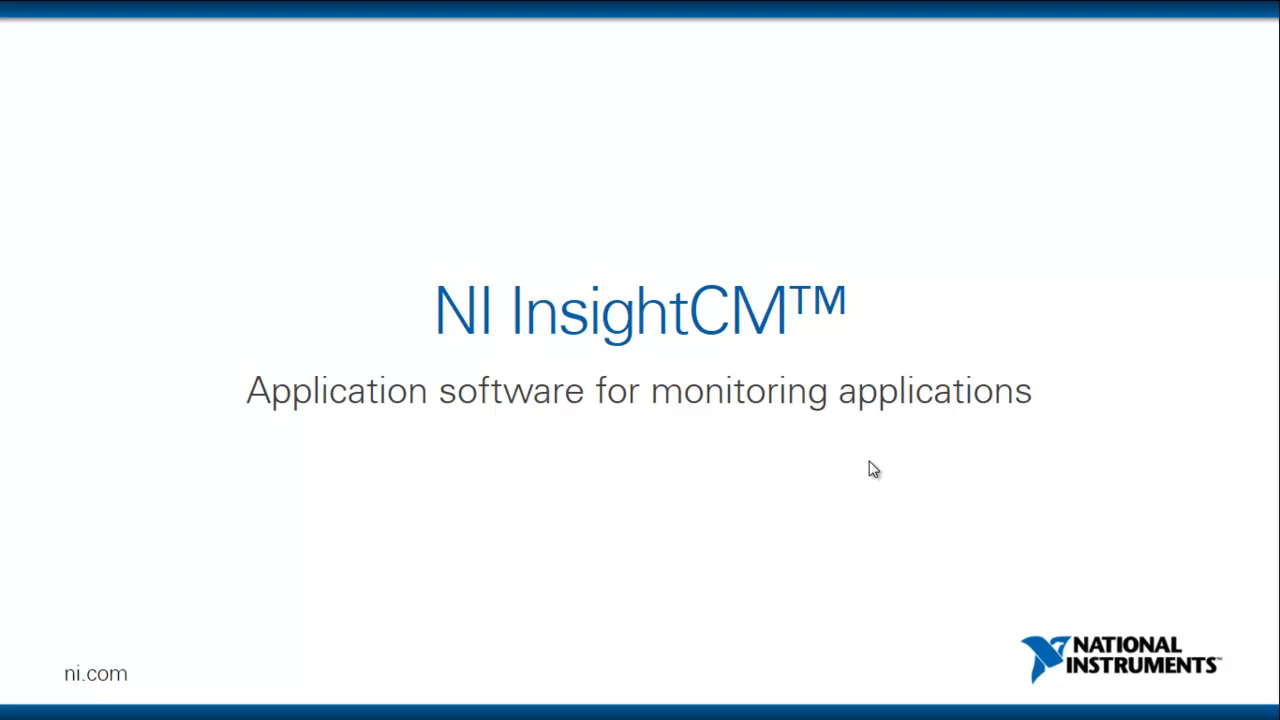 NI InsightCM™
Application software for monitoring applications
ni.com
NATIONAL
INSTRUMENTS™